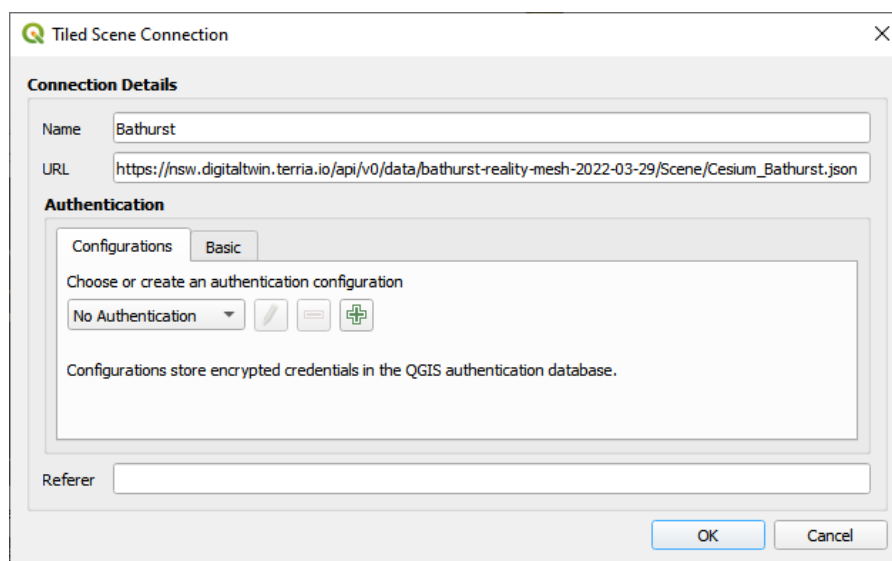 Tiled Scene Connection
Connection Details
Name Bathurst
URL https://nsw.digitaltwin.terria.io/api/v0/data/bathurst-reality-mesh-2022-03-29/Scene/Cesium_Bathurst.json
Authentication
Configurations Basic
Choose or create an authentication configuration
No Authentication
Configurations store encrypted credentials in the QGIS authentication database.
Referer
OK Cancel